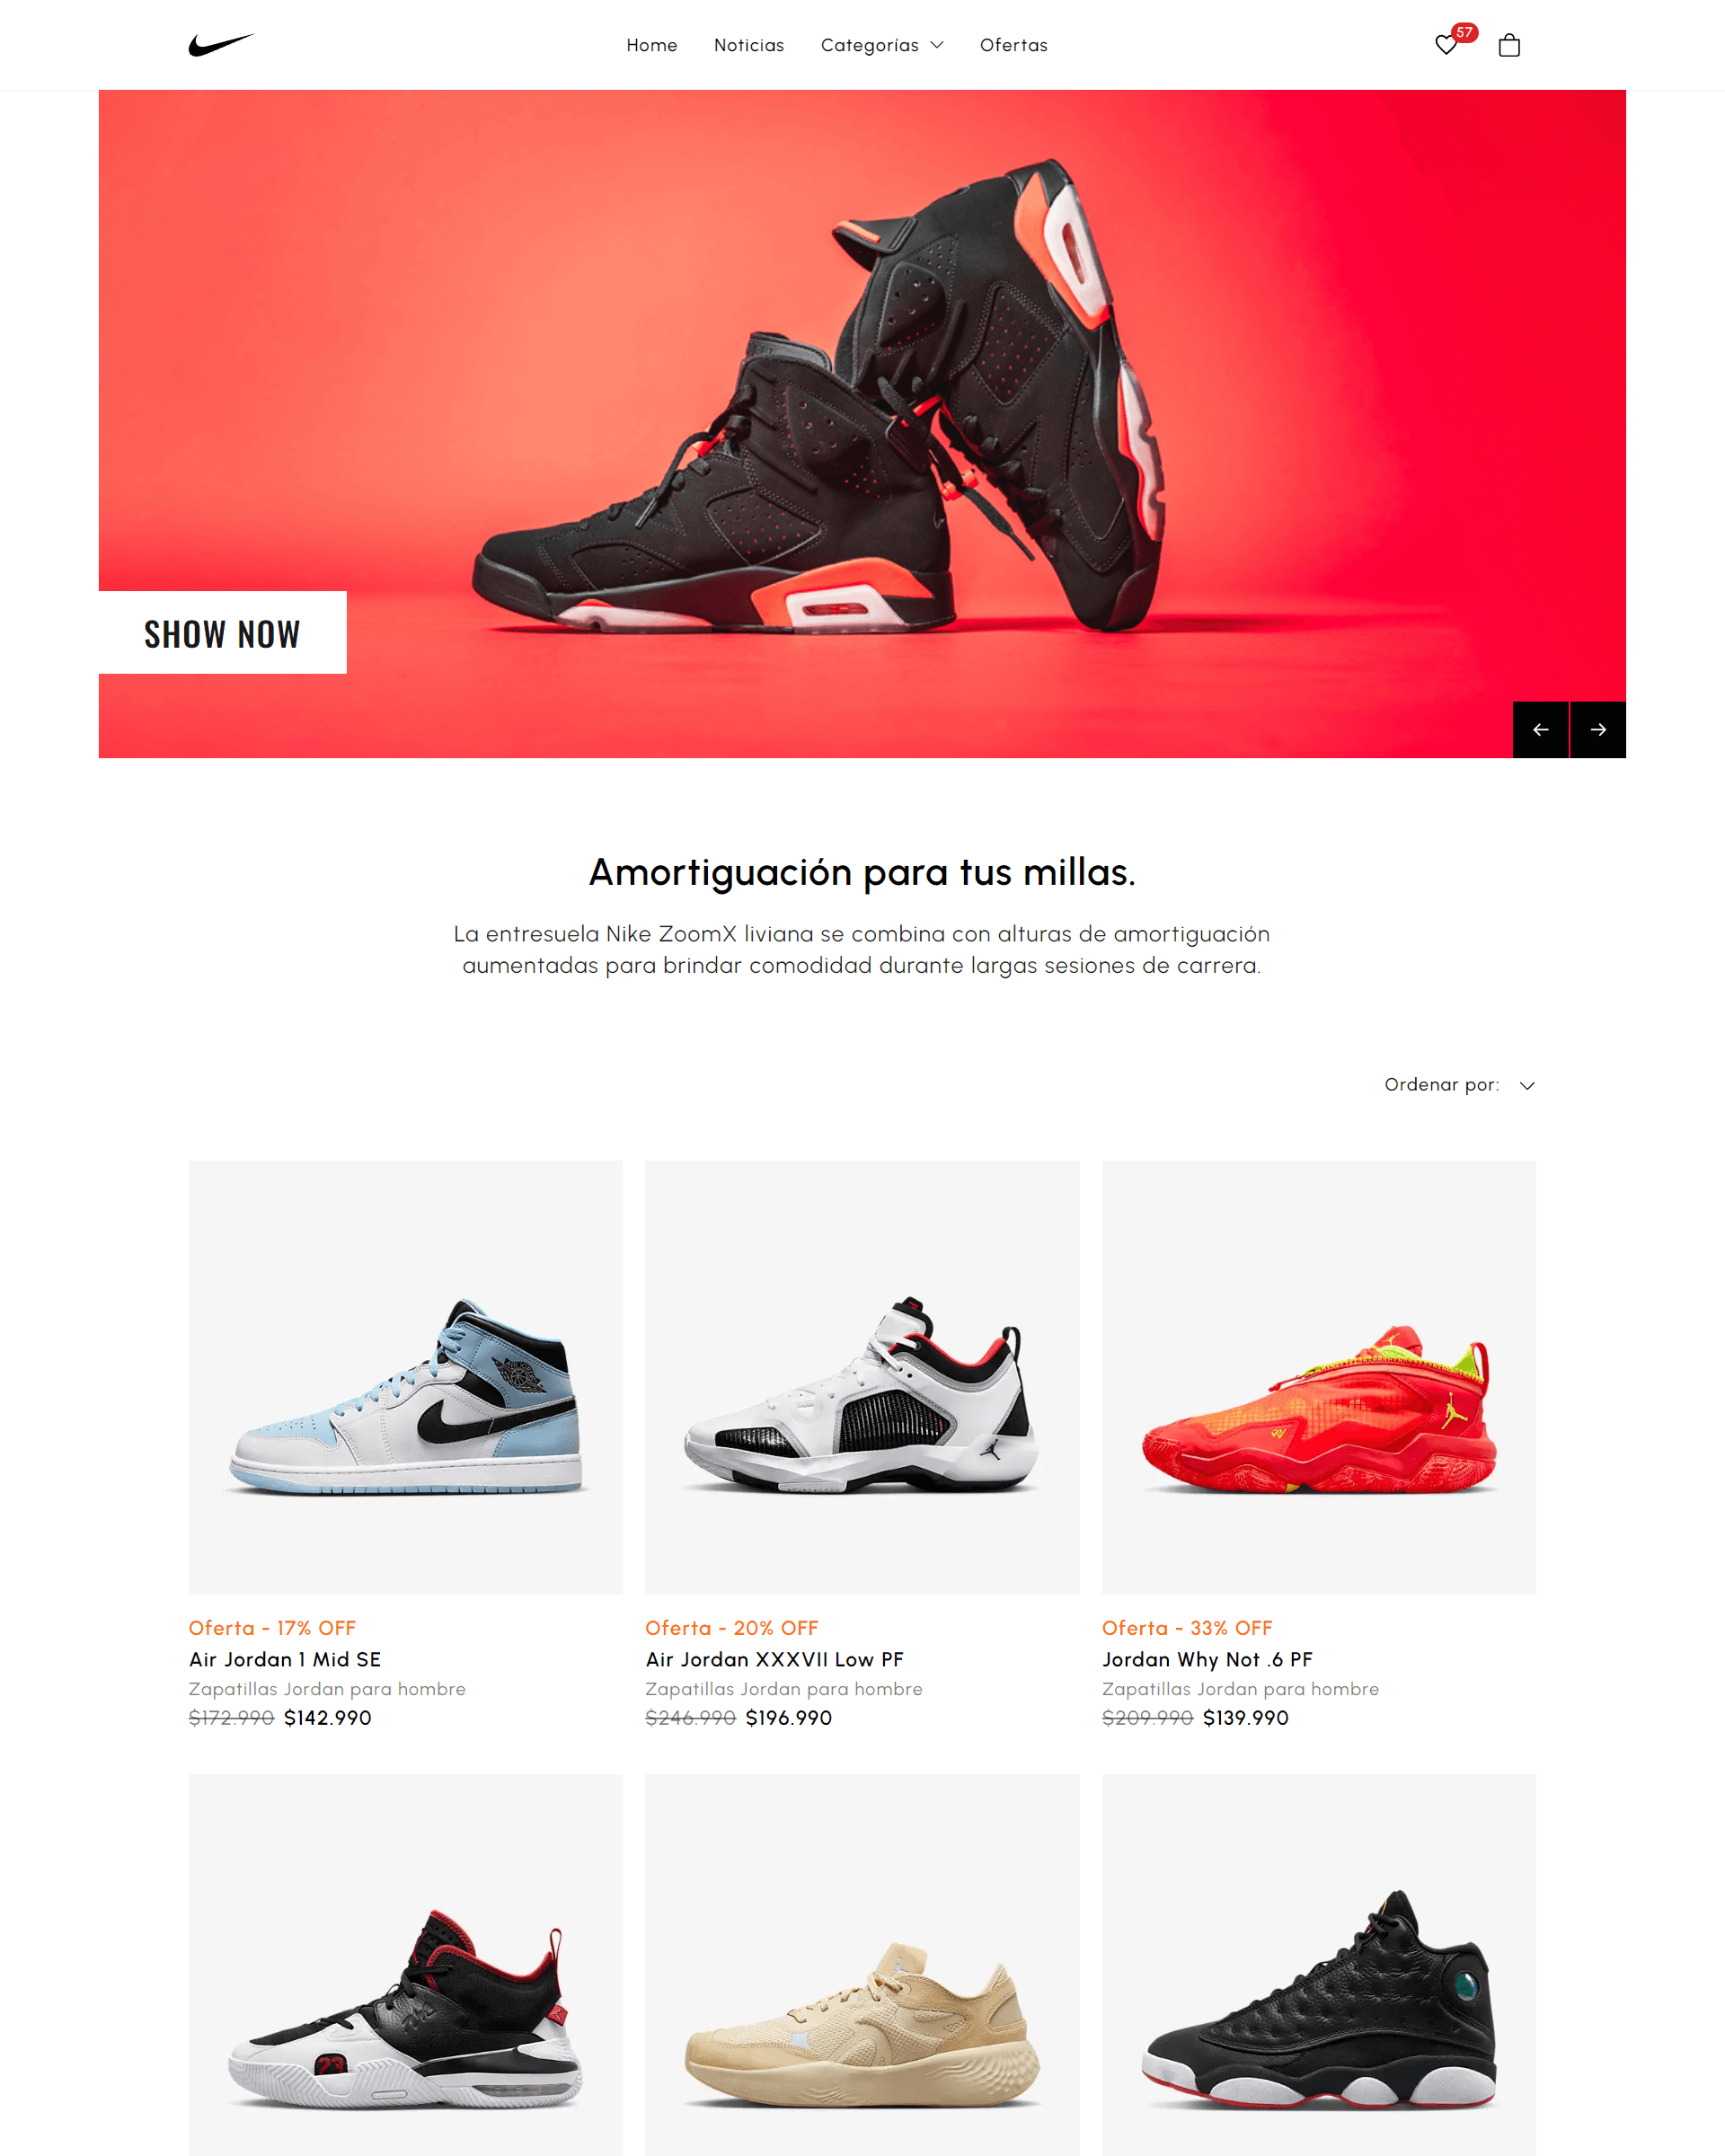 Home Noticias Categorías Ofertas 57
SHOW NOW
Amortiguación para tus millas.
La entresuela Nike ZoomX liviana se combina con alturas de amortiguación
aumentadas para brindar comodidad durante largas sesiones de carrera.
Ordenar por:
Oferta - 17% OFF
Air Jordan 1 Mid SE
Zapatillas Jordan para hombre
$172.990 $142.990
Oferta - 20% OFF
Air Jordan XXXVII Low PF
Zapatillas Jordan para hombre
$246.990 $196.990
Oferta - 33% OFF
Jordan Why Not .6 PF
Zapatillas Jordan para hombre
$209.990 $139.990
23